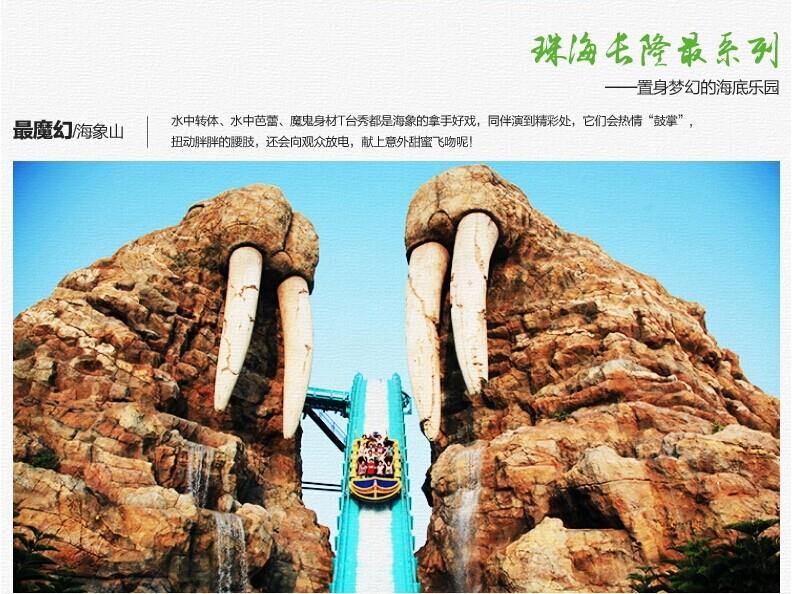 珠海长隆最系列
——置身梦幻的海底乐园
最魔幻/海象山
水中转体、水中芭蕾、魔鬼身材T台秀都是海象的拿手好戏，同伴演到精彩处，它们会热情“鼓掌”，
扭动胖胖的腰肢，还会向观众放电，献上意外甜蜜飞吻呢！